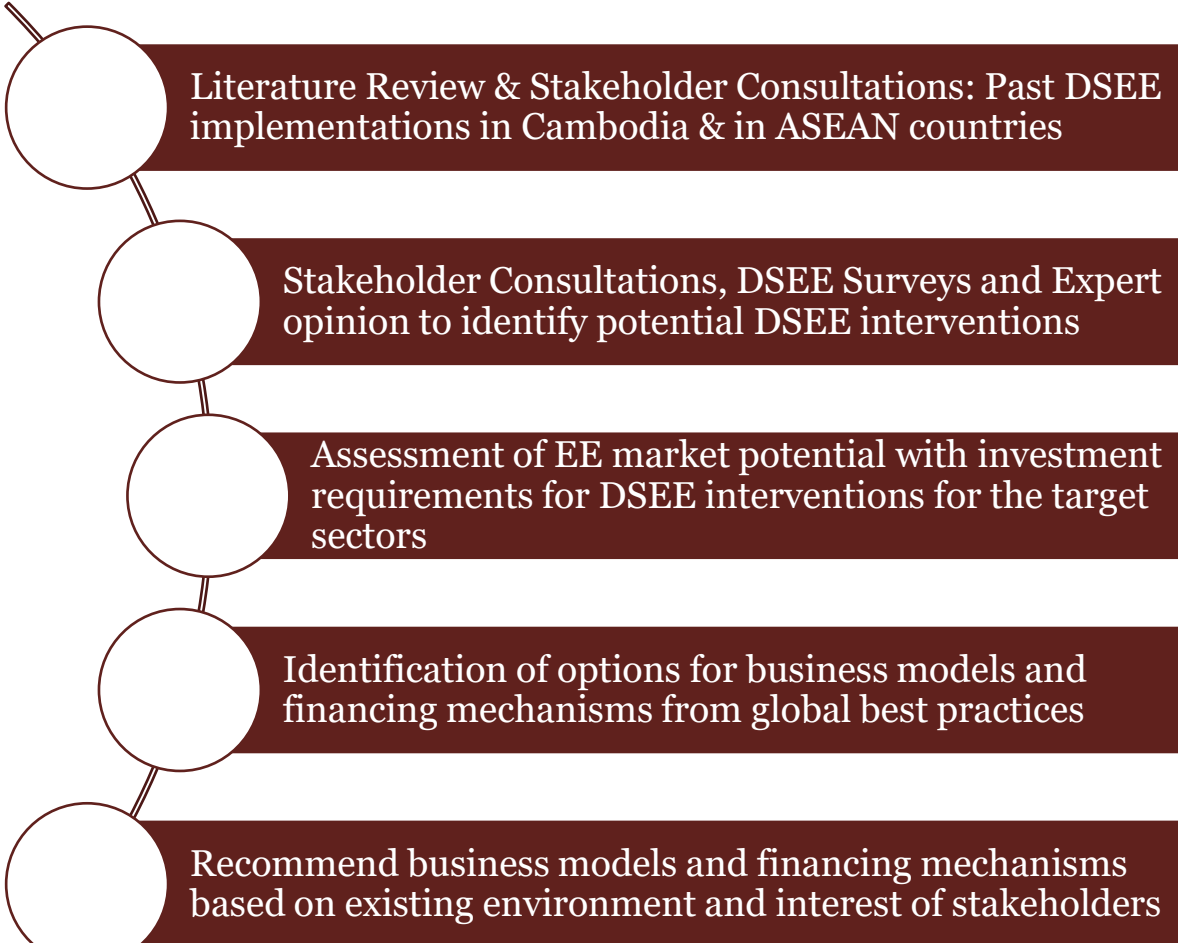 Literature Review & Stakeholder Consultations: Past DSEE
implementations in Cambodia & in ASEAN countries
Stakeholder Consultations, DSEE Surveys and Expert
opinion to identify potential DSEE interventions
Assessment of EE market potential with investment
requirements for DSEE interventions for the target
sectors
Identification of options for business models and
financing mechanisms from global best practices
Recommend business models and financing mechanisms
based on existing environment and interest of stakeholders